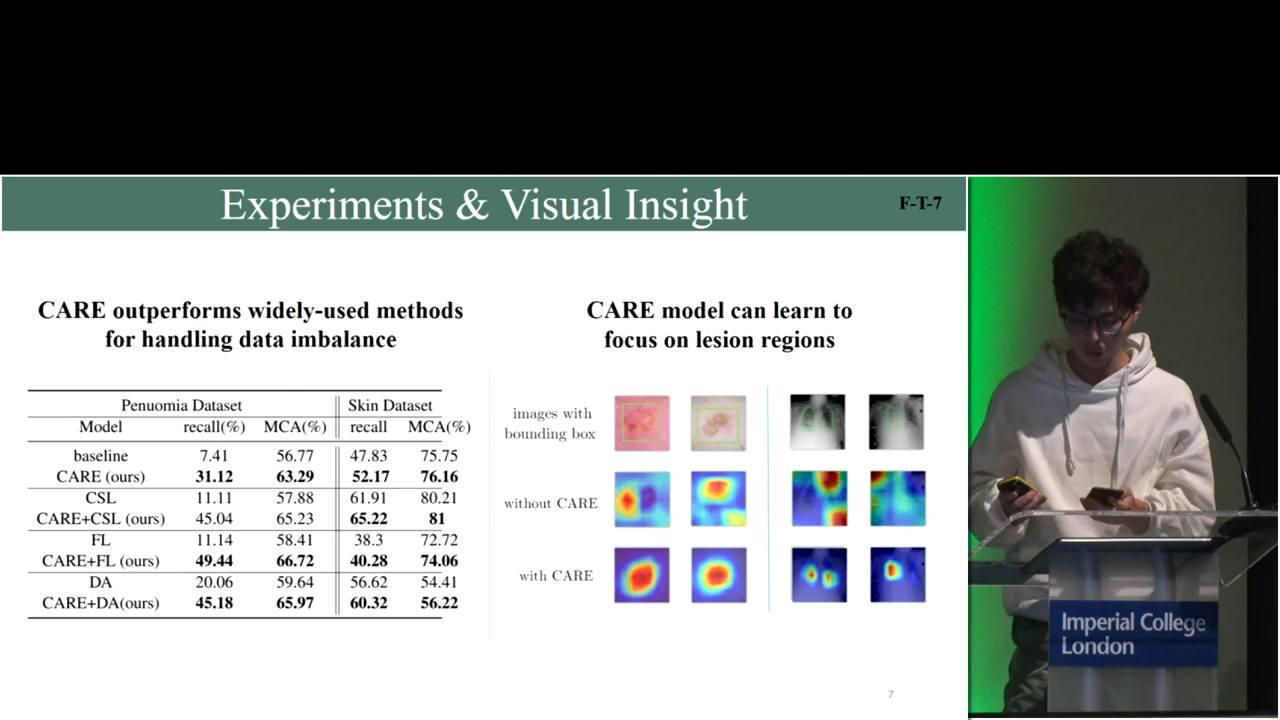 Experiments & Visual Insight
F-T-7
CARE outperforms widely-used methods
for handling data imbalance
Penuomia Dataset Skin Dataset
Model recall(%) MCA(%) recall MCA(%)
baseline 7.41 56.77 47.83 75.75
CARE (ours) 31.12 63.29 52.17 76.16
CSL 11.11 57.88 61.91 80.21
CARE+CSL (ours) 45.04 65.23 65.22 81
FL 11.14 58.41 38.3 72.72
CARE+FL (ours) 49.44 66.72 40.28 74.06
DA 20.06 59.64 56.62 54.41
CARE+DA(ours) 45.18 65.97 60.32 56.22
CARE model can learn to
focus on lesion regions
images with
bounding box
without CARE
with CARE
7
Imperial College
London